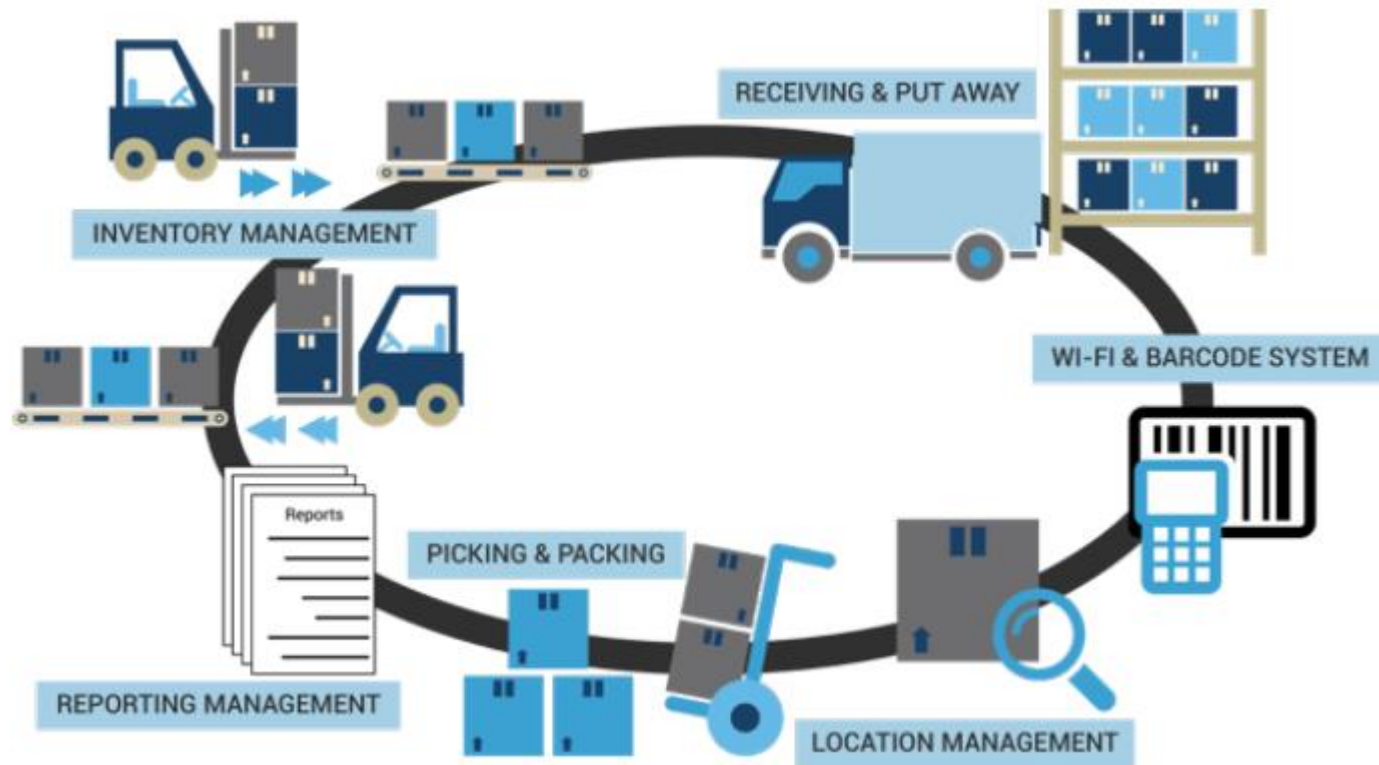 RECEIVING & PUT AWAY
INVENTORY MANAGEMENT
WI-FI & BARCODE SYSTEM
Reports
PICKING & PACKING
REPORTING MANAGEMENT
LOCATION MANAGEMENT